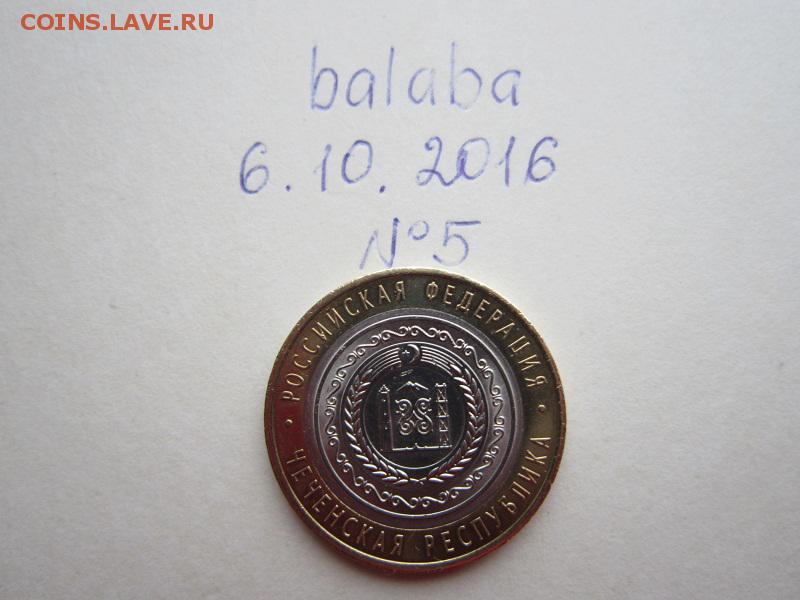 COINS.LAVE.RU
balaba
6.10.2016
№5
РОССИЙСКАЯ ФЕДЕРАЦИЯ
ЧЕЧЕНСКАЯ РЕСПУБЛИКА